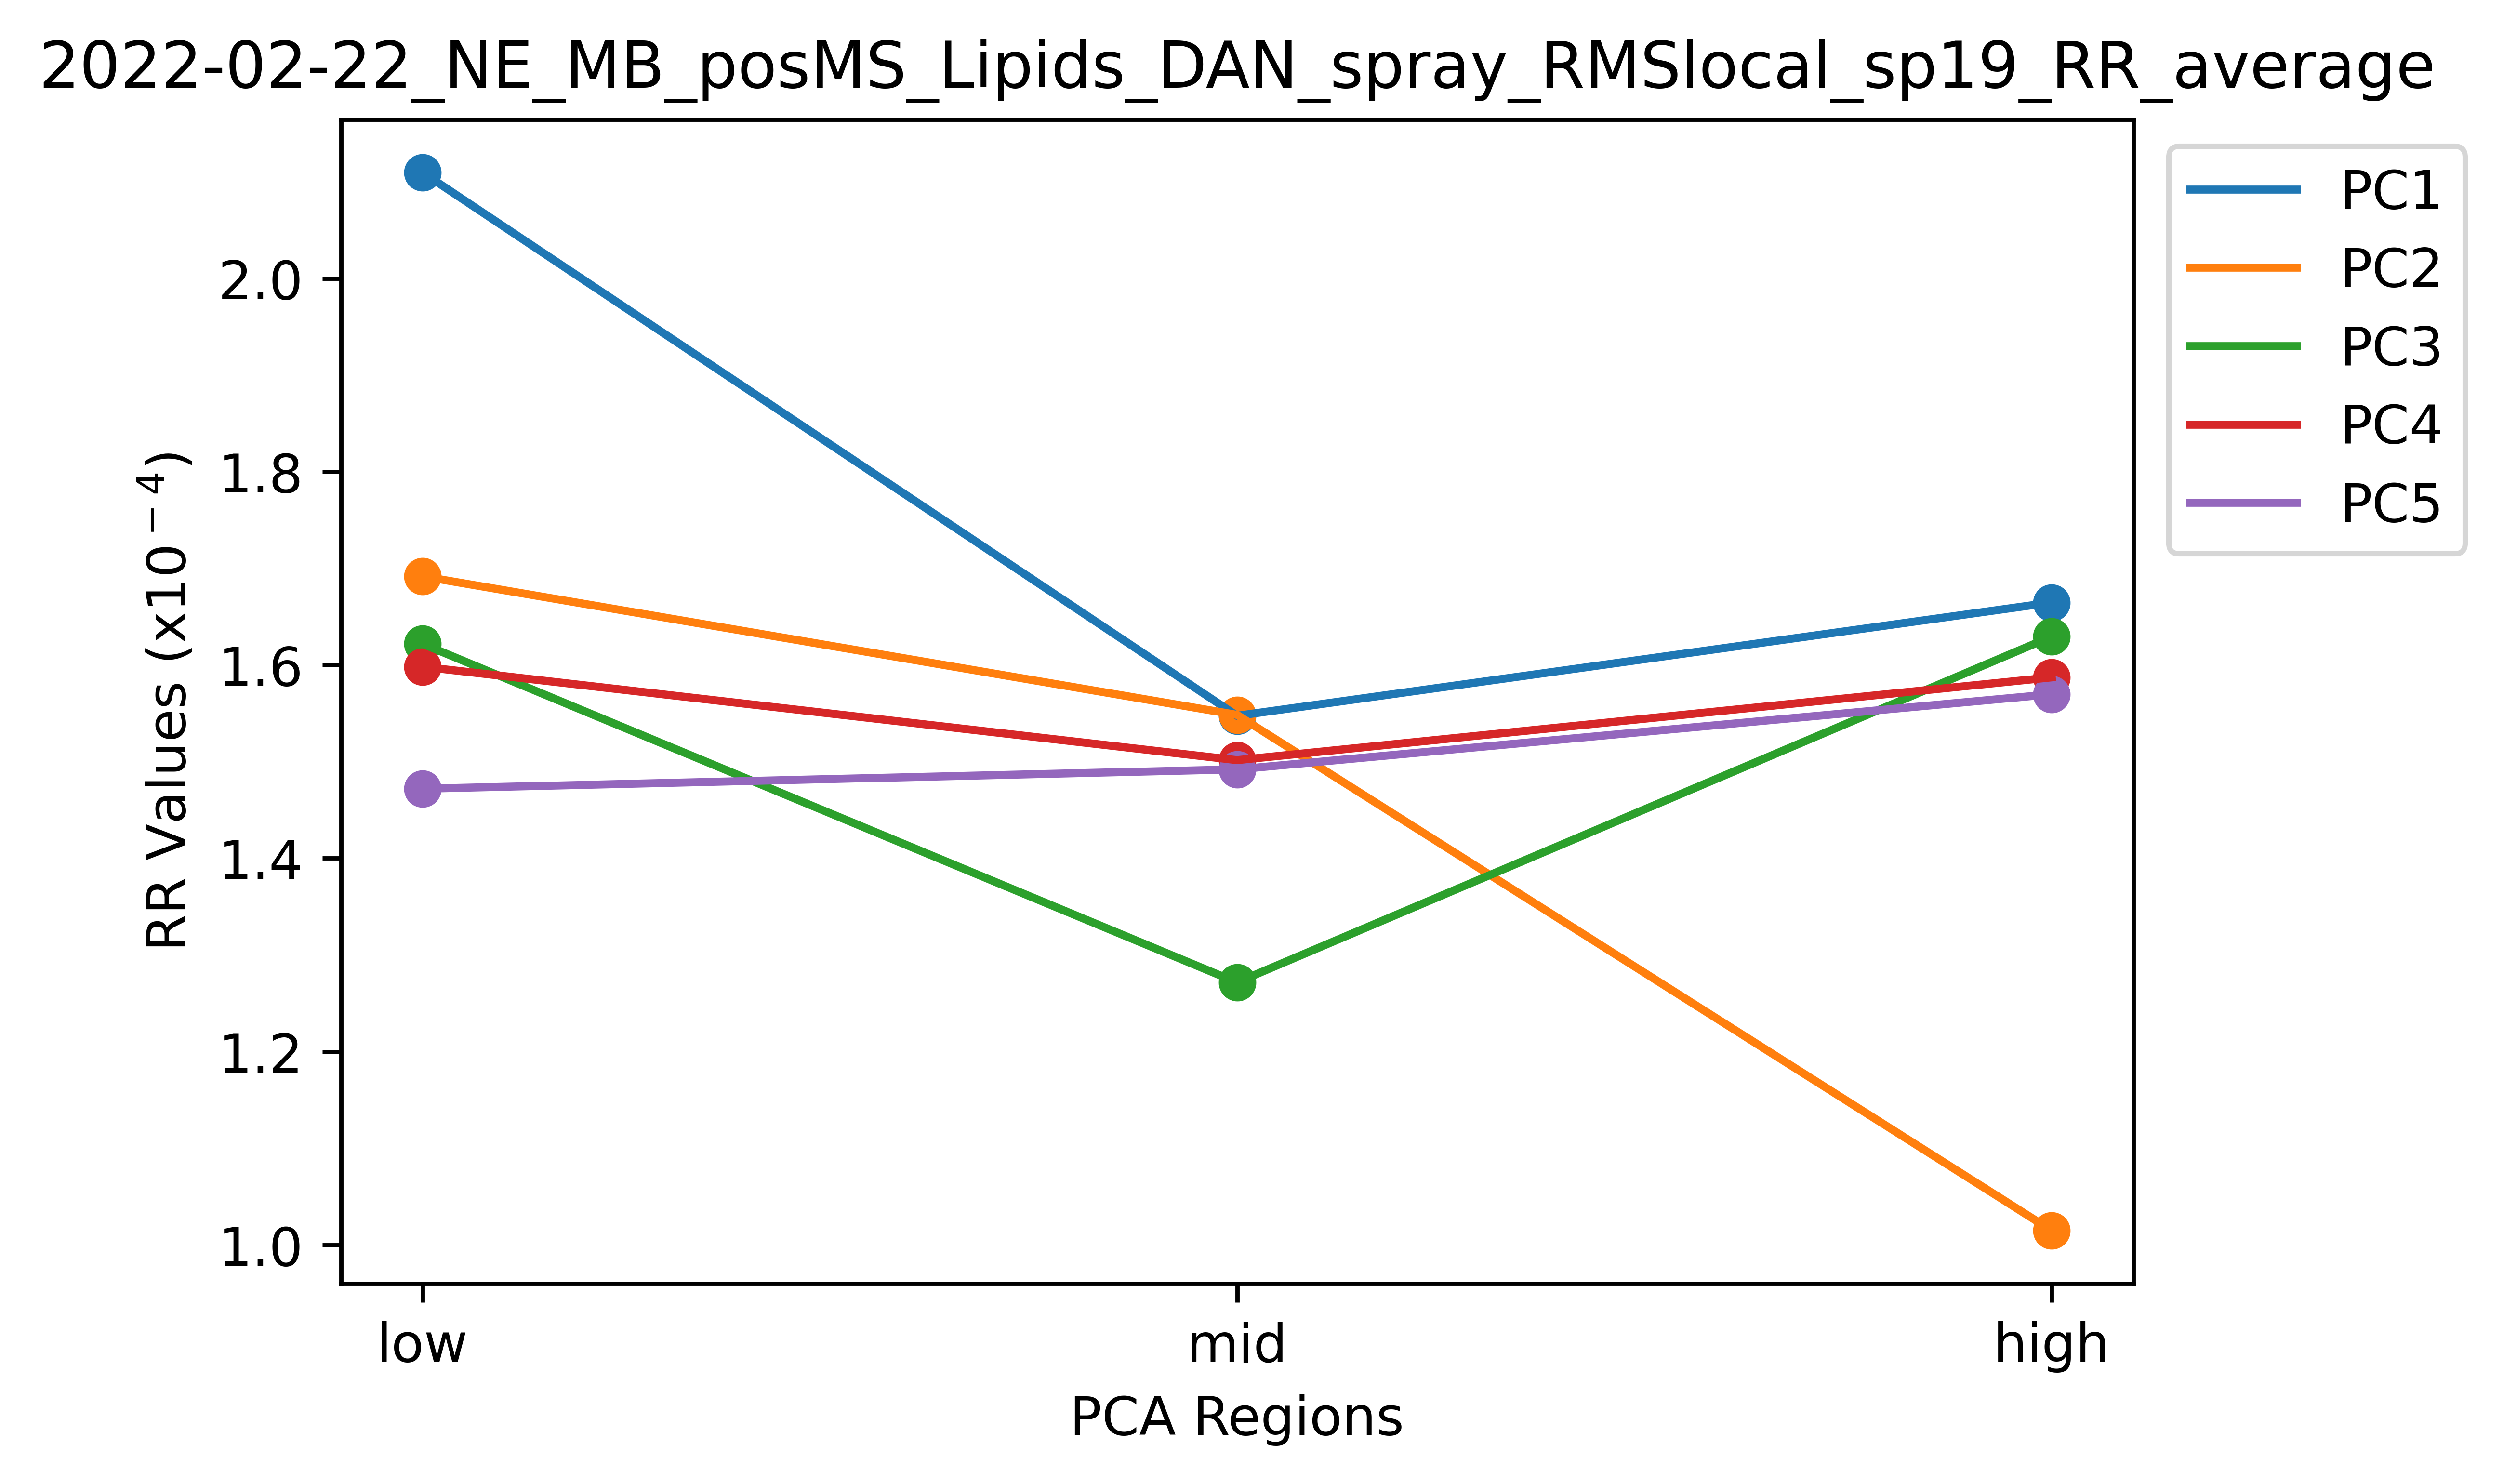 2022-02-22_NE_MB_posMS_Lipids_DAN_spray_RMSlocal_sp19_RR_average
PC1
PC2
PC3
PC4
PC5
RR Values (x10⁻⁴)
2.0
1.8
1.6
1.4
1.2
1.0
low mid high
PCA Regions